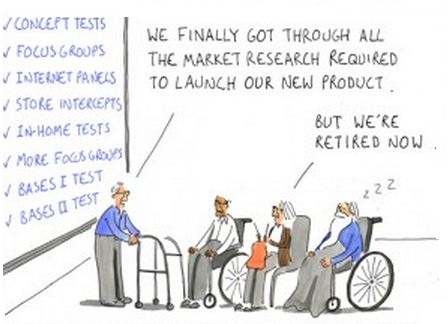 ✓ CONCEPT TESTS
✓ FOCUS GROUPS
✓ INTERNET PANELS
✓ STORE INTERCEPTS
✓ IN-HOME TESTS
✓ MORE FOCUS GROUPS
✓ BASES I TEST
✓ BASES II TEST
WE FINALLY GOT THROUGH ALL
THE MARKET RESEARCH REQUIRED
TO LAUNCH OUR NEW PRODUCT.
BUT WE'RE
RETIRED NOW.
z z z